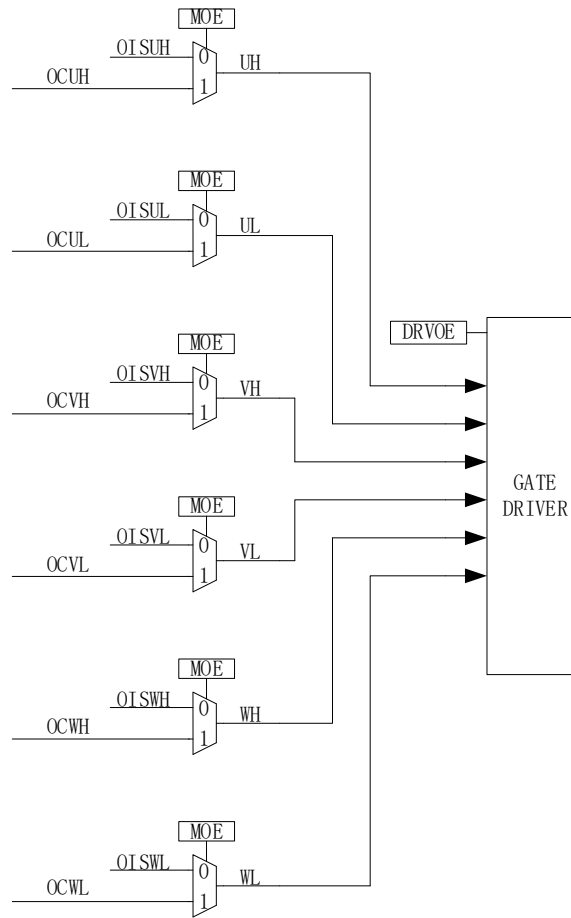 MOE
OISUH
0
OCUH
1
UH
MOE
OISUL
0
OCUL
1
UL
DRVOE
MOE
OISVH
0
OCVH
1
VH
GATE
DRIVER
MOE
OISVL
0
OCVL
1
VL
MOE
OISWH
0
OCWH
1
WH
MOE
OISWL
0
OCWL
1
WL